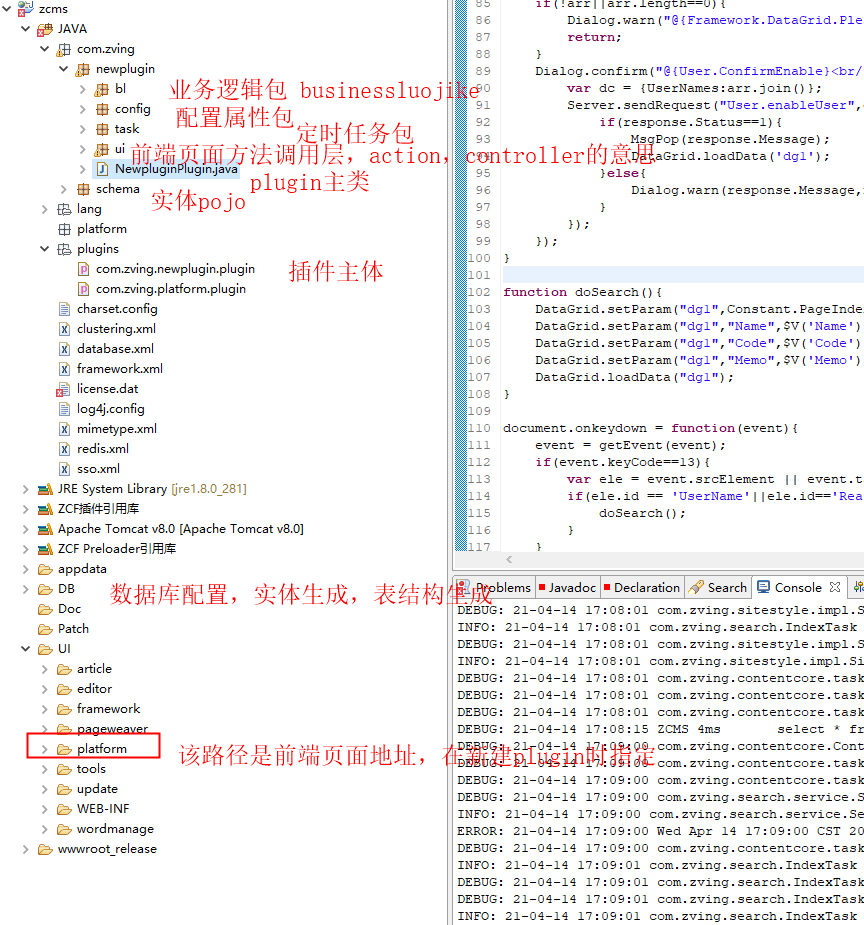 zcms
JAVA
com.zving
newplugin
bl
业务逻辑包 businessluojike
config
配置属性包
task
定时任务包
ui
前端页面方法调用层，action，controller的意思
NewpluginPlugin.java
plugin主类
schema
实体pojo
lang
platform
plugins
com.zving.newplugin.plugin
插件主体
com.zving.platform.plugin
charset.config
clustering.xml
database.xml
framework.xml
license.dat
log4j.config
mimetype.xml
redis.xml
sso.xml
JRE System Library [jre1.8.0_281]
ZCF插件引用库
Apache Tomcat v8.0 [Apache Tomcat v8.0]
ZCF Preloader引用库
appdata
DB
数据库配置，实体生成，表结构生成
Doc
Patch
UI
article
editor
framework
pageweaver
platform
该路径是前端页面地址，在新建plugin时指定
tools
update
WEB-INF
wordmanage
wwwroot_release
85 if(!arr||arr.length==0){
86 Dialog.warn("@{Framework.DataGrid.Ple
87 return;
88 }
89 Dialog.confirm("@{User.ConfirmEnable}<br/
90 var dc = {UserNames:arr.join()};
91 Server.sendRequest("User.enableUser",
92 if(response.Status==1){
93 MsgPop(response.Message);
94 DataGrid.loadData('dg1');
95 }else{
96 Dialog.warn(response.Message,
97 }
98 });
99 });
100 }
101
102 function doSearch(){
103 DataGrid.setParam("dg1",Constant.PageInde
104 DataGrid.setParam("dg1","Name",$V('Name')
105 DataGrid.setParam("dg1","Code",$V('Code')
106 DataGrid.setParam("dg1","Memo",$V('Memo')
107 DataGrid.loadData("dg1");
108 }
109
110 document.onkeydown = function(event){
111 event = getEvent(event);
112 if(event.keyCode==13){
113 var ele = event.srcElement || event.t
114 if(ele.id == 'UserName'||ele.id=='Rea
115 doSearch();
116 }
117 }
Problems Javadoc Declaration Search Console
DEBUG: 21-04-14 17:08:01 com.zving.sitestyle.impl.S
INFO: 21-04-14 17:08:01 com.zving.search.IndexTask
DEBUG: 21-04-14 17:08:01 com.zving.sitestyle.impl.S
INFO: 21-04-14 17:08:01 com.zving.sitestyle.impl.Si
DEBUG: 21-04-14 17:08:01 com.zving.contentcore.task
DEBUG: 21-04-14 17:08:01 com.zving.contentcore.task
DEBUG: 21-04-14 17:08:01 com.zving.contentcore.task
DEBUG: 21-04-14 17:08:15 ZCMS 4ms select * fr
DEBUG: 21-04-14 17:09:00 com.zving.contentcore.Cont
DEBUG: 21-04-14 17:09:00 com.zving.contentcore.task
DEBUG: 21-04-14 17:09:00 com.zving.contentcore.task
DEBUG: 21-04-14 17:09:00 com.zving.search.service.S
INFO: 21-04-14 17:09:00 com.zving.search.service.Se
ERROR: 21-04-14 17:09:00 Wed Apr 14 17:09:00 CST 20
DEBUG: 21-04-14 17:09:00 com.zving.contentcore.task
INFO: 21-04-14 17:09:01 com.zving.search.IndexTask
DEBUG: 21-04-14 17:09:01 com.zving.search.IndexTask
DEBUG: 21-04-14 17:09:01 com.zving.search.IndexTask
INFO: 21-04-14 17:09:01 com.zving.search.IndexTask